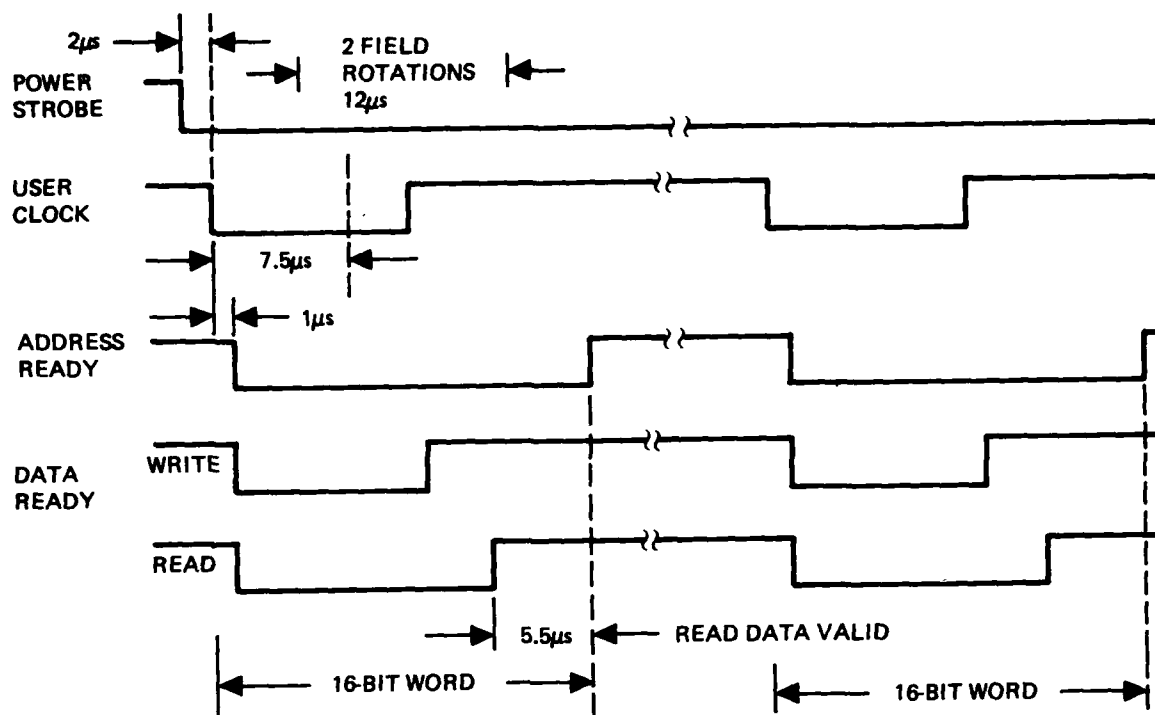 2μs
2 FIELD
ROTATIONS
12μs
POWER
STROBE
USER
CLOCK
7.5μs
1μs
ADDRESS
READY
WRITE
DATA
READY
READ
5.5μs
READ DATA VALID
16-BIT WORD
16-BIT WORD